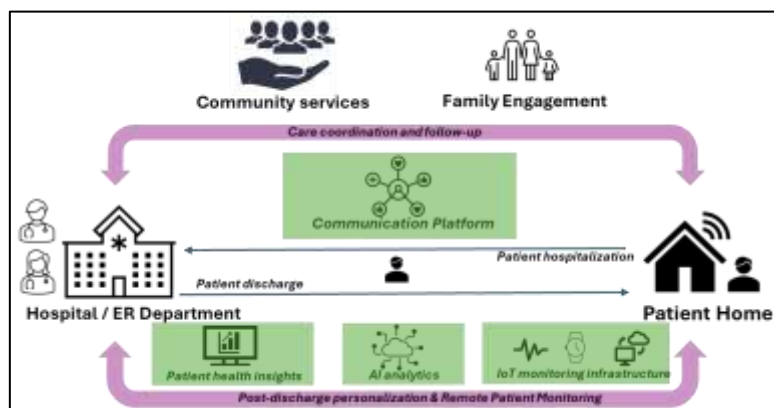 Community services
Family Engagement
Care coordination and follow-up
Communication Platform
Patient hospitalization
Patient discharge
Hospital / ER Department
Patient Home
Patient health insights
AI analytics
IoT monitoring infrastructure
Post-discharge personalization & Remote Patient Monitoring